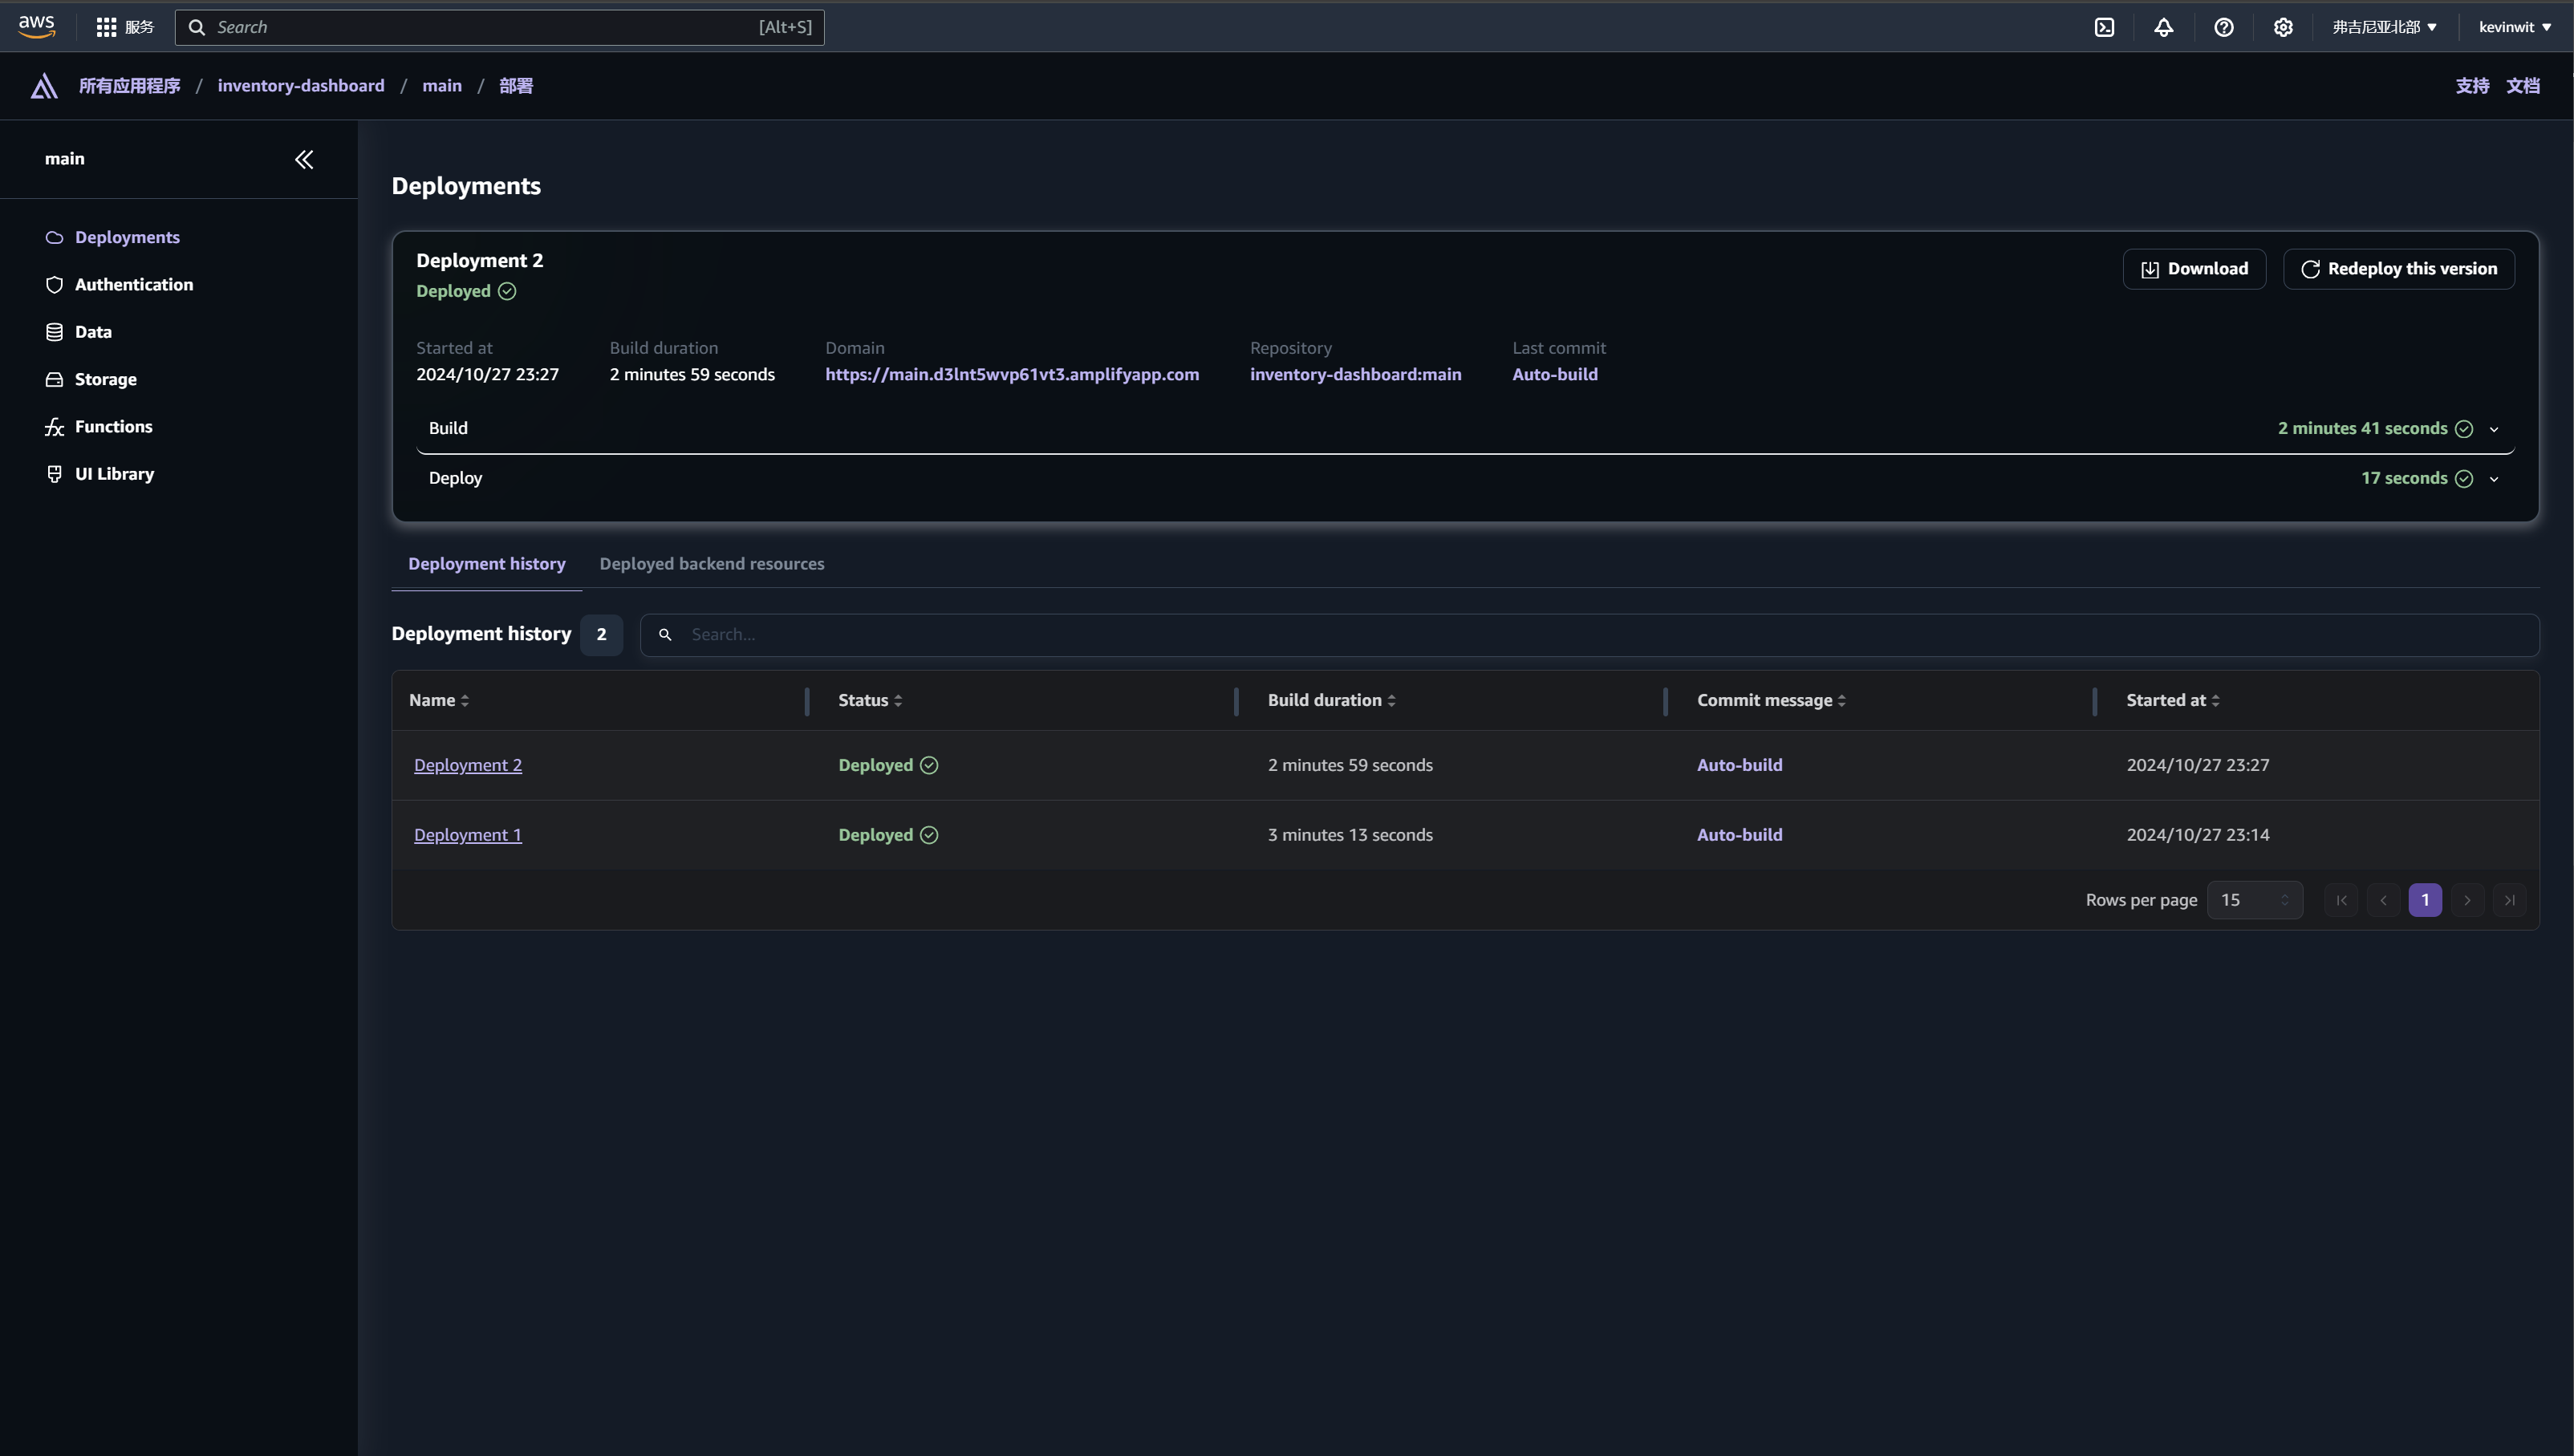 aws 服务 Search [Alt+S] 弗吉尼亚北部 kevinwit
所有应用程序 / inventory-dashboard / main / 部署 支持 文档
main
Deployments
Authentication
Data
Storage
Functions
UI Library
Deployments
Deployment 2
Deployed
Download Redeploy this version
Started at Build duration Domain Repository Last commit
2024/10/27 23:27 2 minutes 59 seconds https://main.d3lnt5wvp61vt3.amplifyapp.com inventory-dashboard:main Auto-build
Build 2 minutes 41 seconds
Deploy 17 seconds
Deployment history Deployed backend resources
Deployment history 2 Search...
Name Status Build duration Commit message Started at
Deployment 2 Deployed 2 minutes 59 seconds Auto-build 2024/10/27 23:27
Deployment 1 Deployed 3 minutes 13 seconds Auto-build 2024/10/27 23:14
Rows per page 15 1